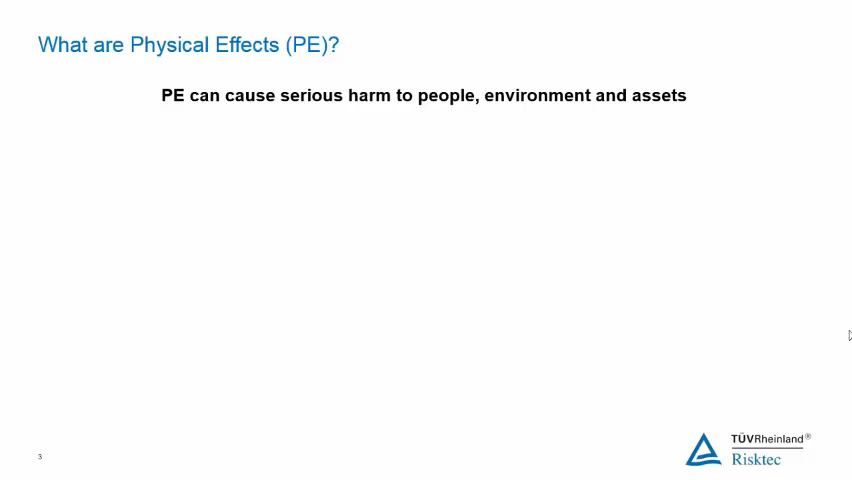 What are Physical Effects (PE)?
PE can cause serious harm to people, environment and assets
3
TÜVRheinland®
Risktec